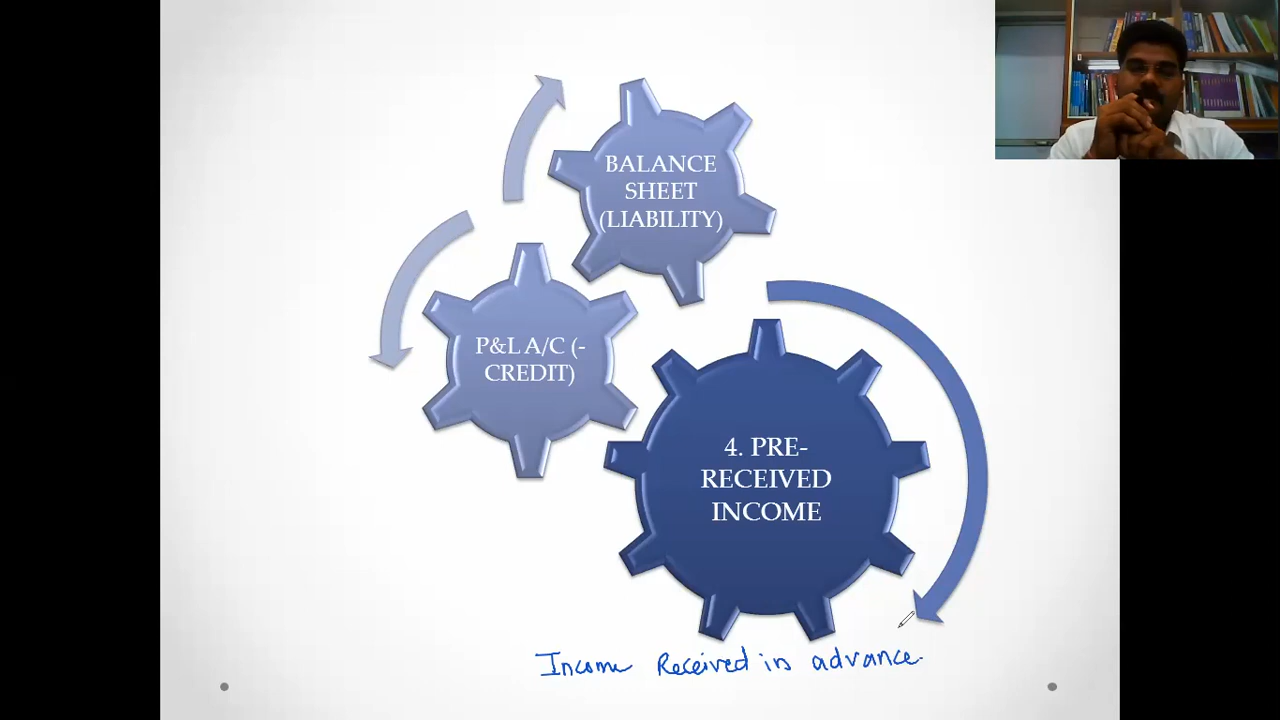 BALANCE
SHEET
(LIABILITY)
P&L A/C (-
CREDIT)
4. PRE-
RECEIVED
INCOME
Income Received in advance.